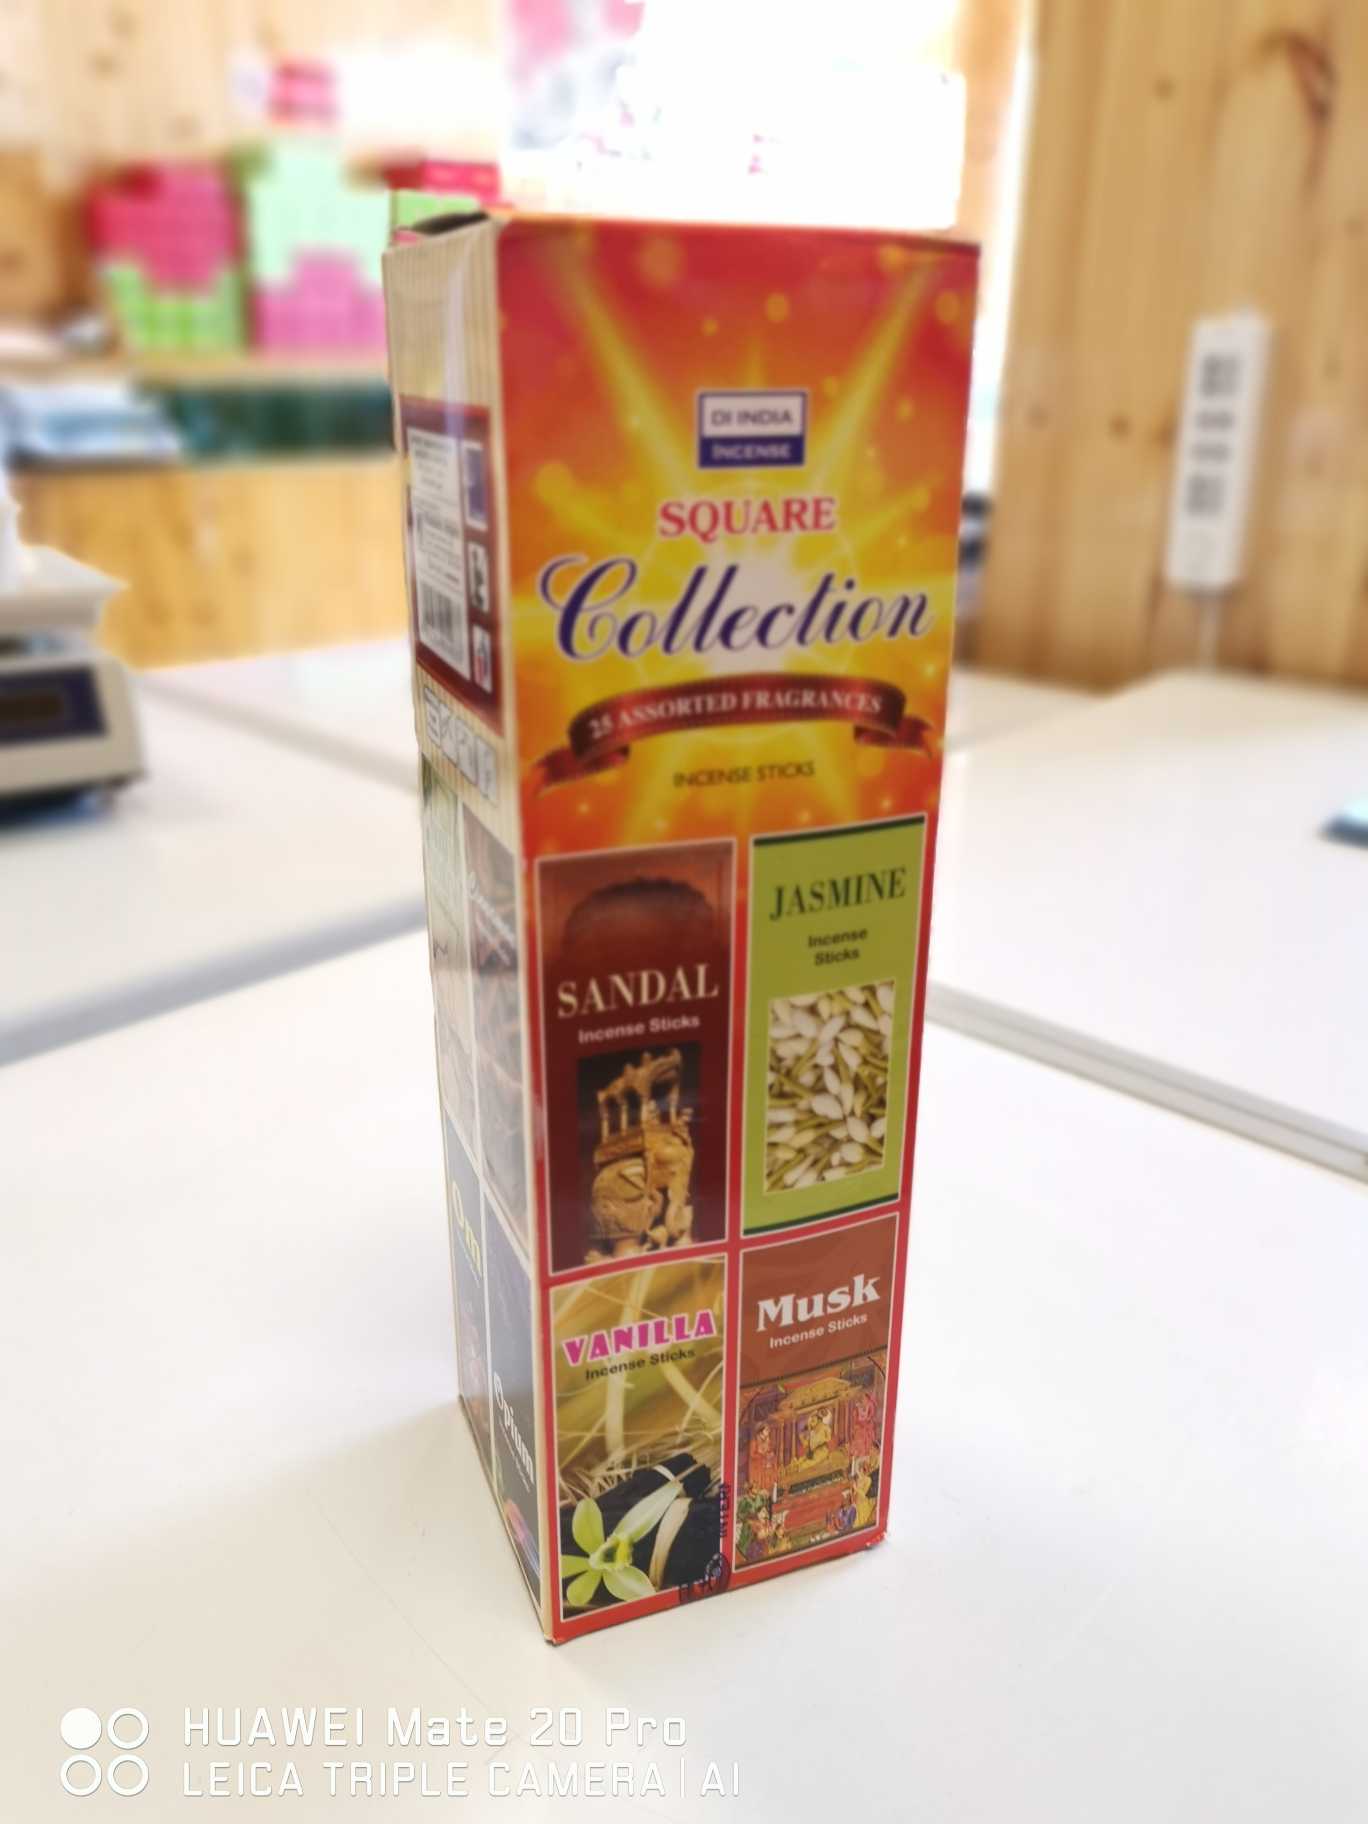 DI INDIA
INCENSE
SQUARE
Collection
25 ASSORTED FRAGRANCES
INCENSE STICKS
SANDAL
Incense Sticks
JASMINE
Incense
Sticks
VANILLA
Incense Sticks
Musk
Incense Sticks
Om
Opium
HUAWEI Mate 20 Pro
LEICA TRIPLE CAMERA | AI